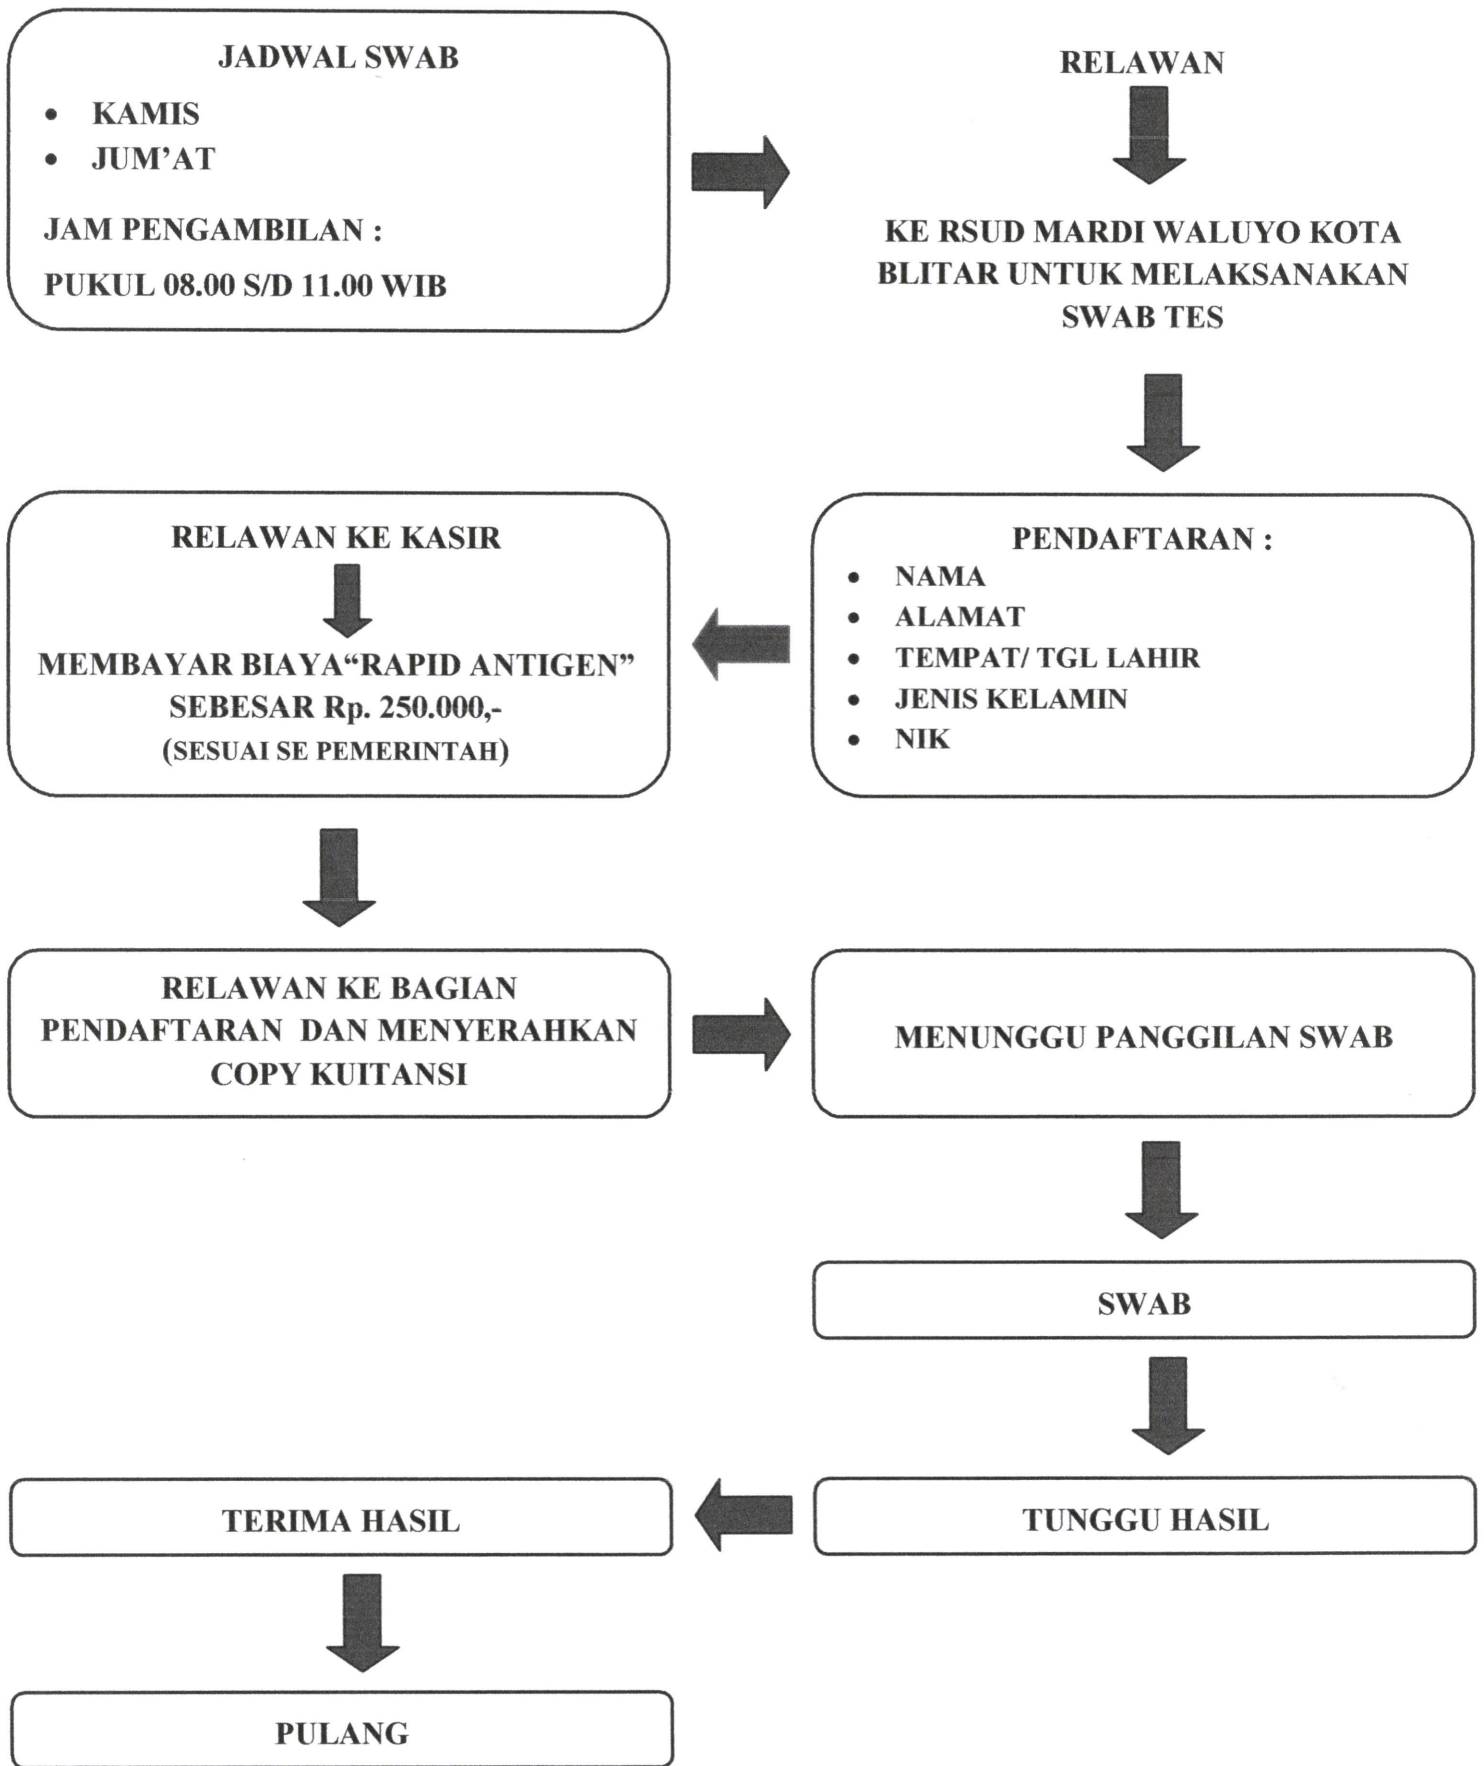 JADWAL SWAB
• KAMIS
• JUM'AT
JAM PENGAMBILAN :
PUKUL 08.00 S/D 11.00 WIB
RELAWAN
KE RSUD MARDI WALUYO KOTA
BLITAR UNTUK MELAKSANAKAN
SWAB TES
PENDAFTARAN :
• NAMA
• ALAMAT
• TEMPAT/ TGL LAHIR
• JENIS KELAMIN
• NIK
RELAWAN KE KASIR
MEMBAYAR BIAYA“RAPID ANTIGEN”
SEBESAR Rp. 250.000,-
(SESUAI SE PEMERINTAH)
RELAWAN KE BAGIAN
PENDAFTARAN DAN MENYERAHKAN
COPY KUITANSI
MENUNGGU PANGGILAN SWAB
SWAB
TUNGGU HASIL
TERIMA HASIL
PULANG